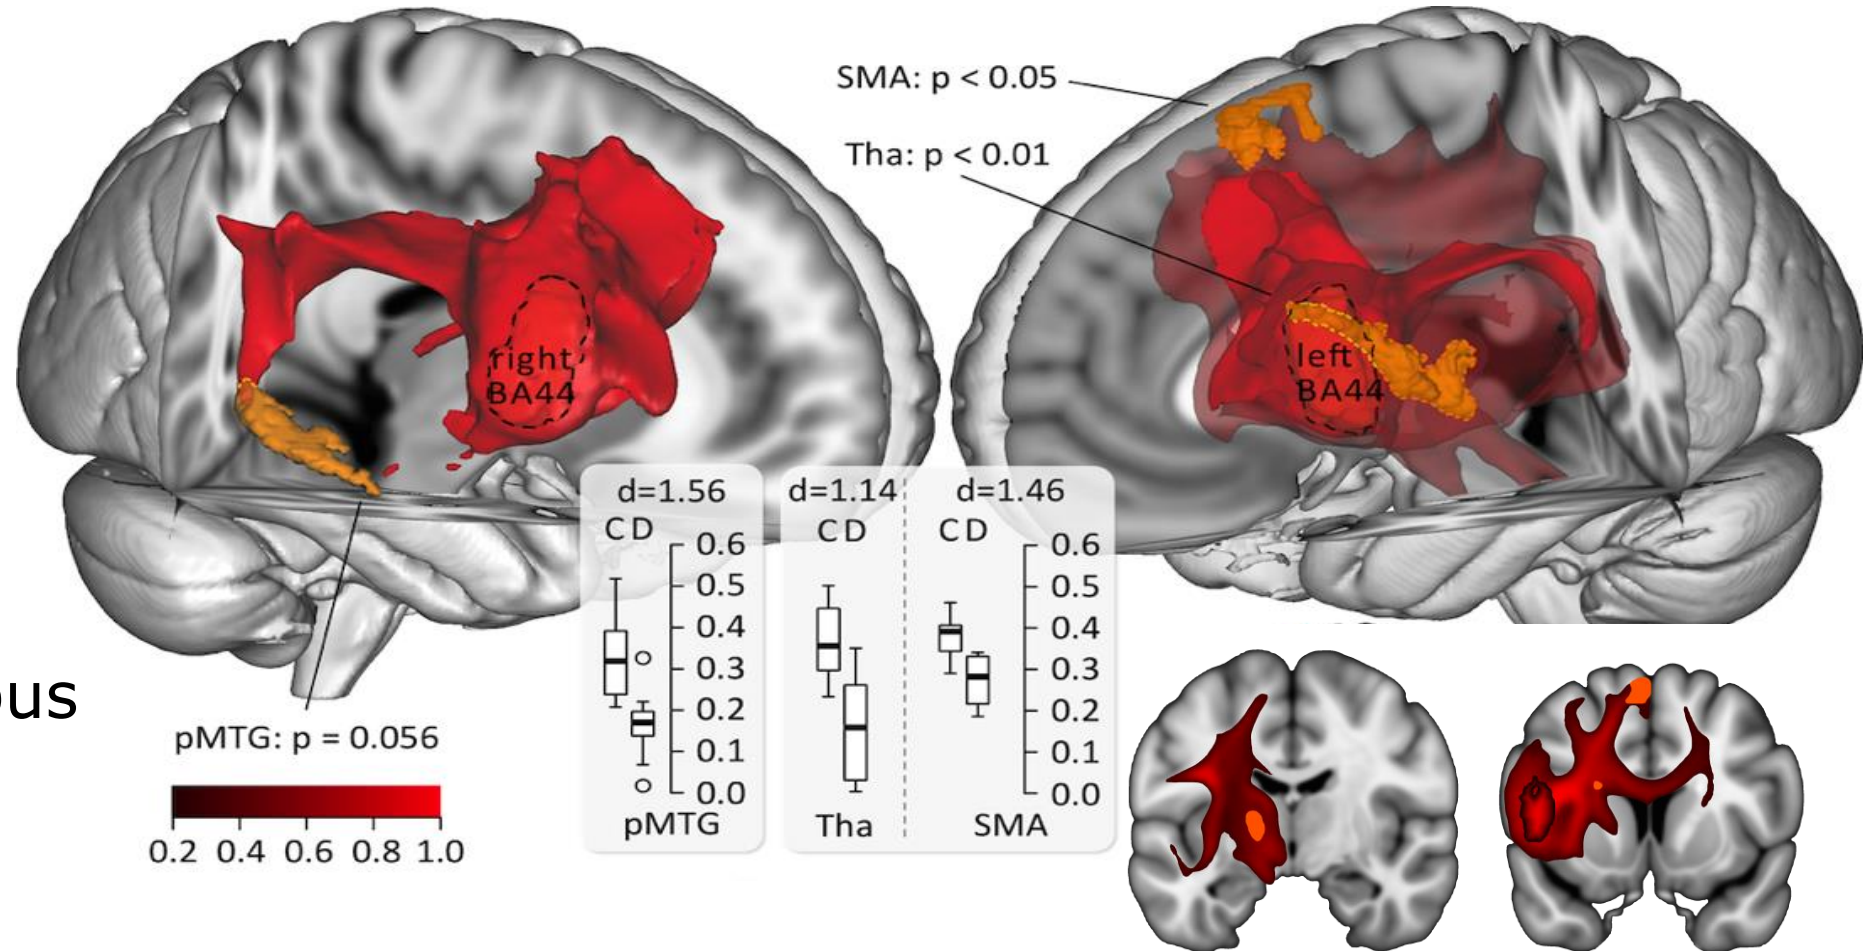 SMA: p < 0.05
Tha: p < 0.01
right
BA44
left
BA44
d=1.56
C D
0.6
0.5
0.4
0.3
0.2
0.1
0.0
pMTG
d=1.14
C D
Tha
d=1.46
C D
0.6
0.5
0.4
0.3
0.2
0.1
0.0
SMA
ous
pMTG: p = 0.056
0.2 0.4 0.6 0.8 1.0